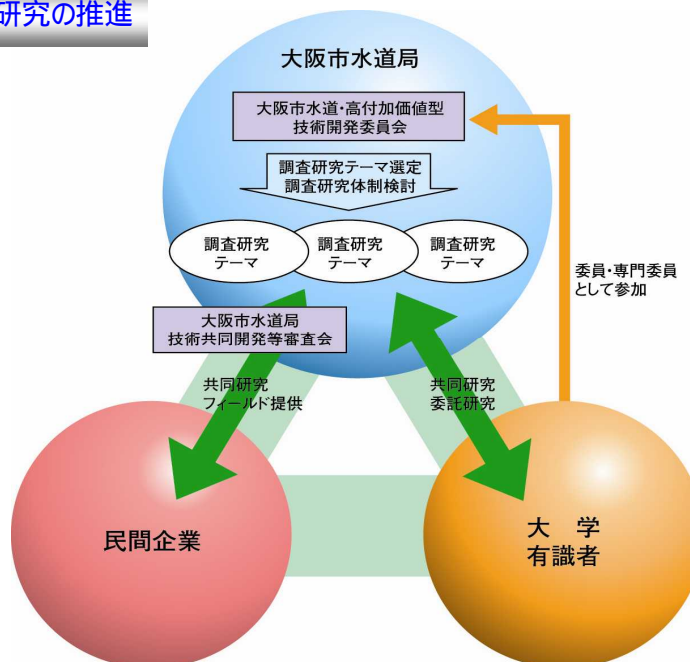 研究の推進
大阪市水道局
大阪市水道・高付加価値型
技術開発委員会
調査研究テーマ選定
調査研究体制検討
調査研究
テーマ
調査研究
テーマ
調査研究
テーマ
委員・専門委員
として参加
大阪市水道局
技術共同開発等審査会
共同研究
フィールド提供
共同研究
委託研究
民間企業
大　学
有識者